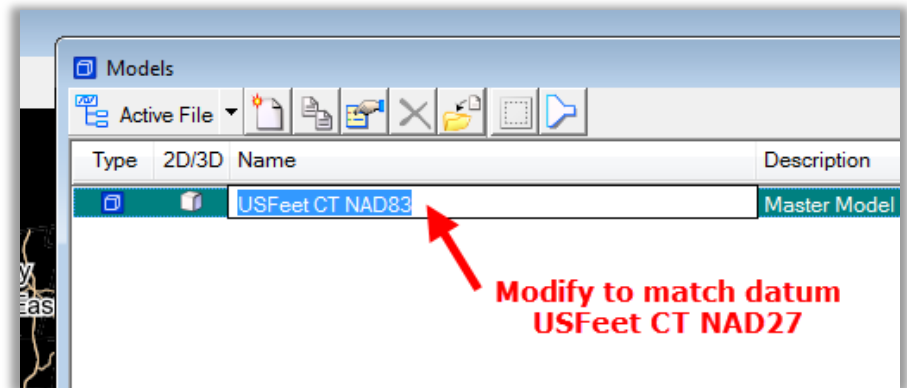 Models
Active File
Type 2D/3D Name Description
USFeet CT NAD83 Master Model
Modify to match datum
USFeet CT NAD27
y
Eas